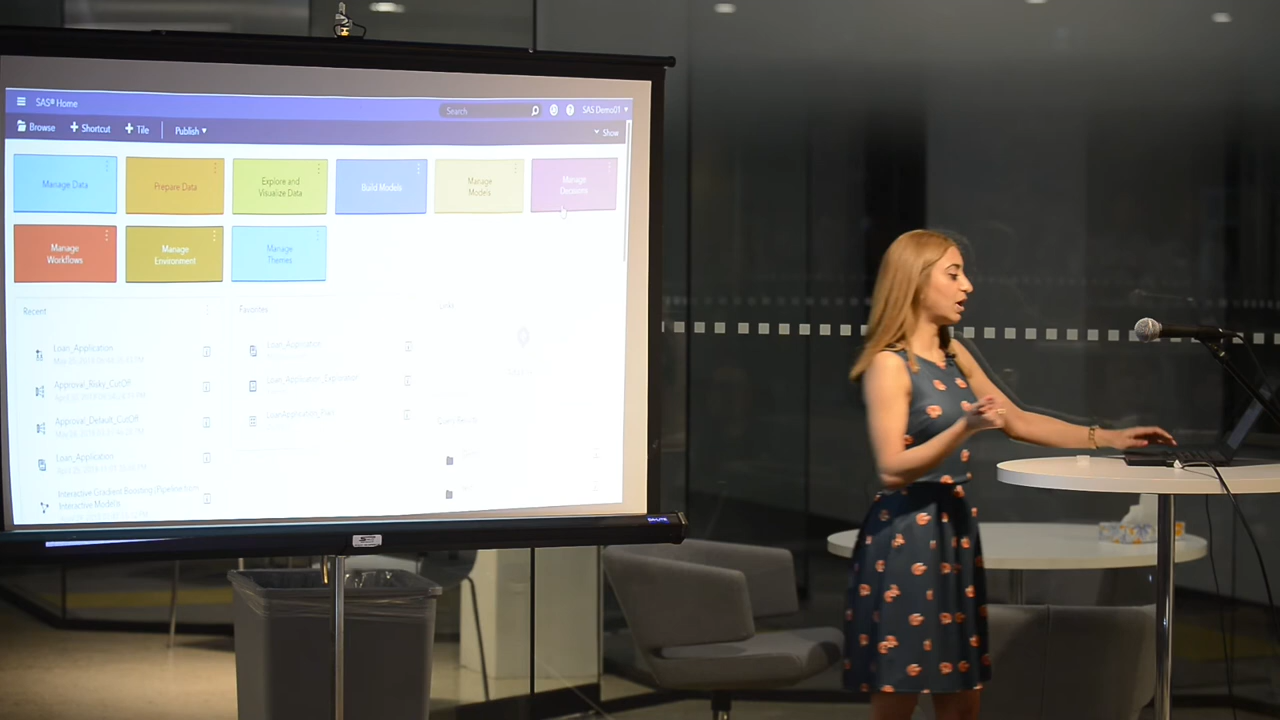 SAS® Home
Search
SAS Demo01
Browse
Shortcut
Tile
Publish
Show
Manage Data
Prepare Data
Explore and
Visualize Data
Build Models
Manage
Models
Manage
Decisions
Manage
Workflows
Manage
Environment
Manage
Themes
Recent
Favorites
Links
Loan_Application
Approval_Risky_CutOff
Approval_Default_CutOff
Loan_Application
Interactive Gradient Boosting (Pipeline from
Interactive Models)
Loan_Application
Loan_Application_Exploration